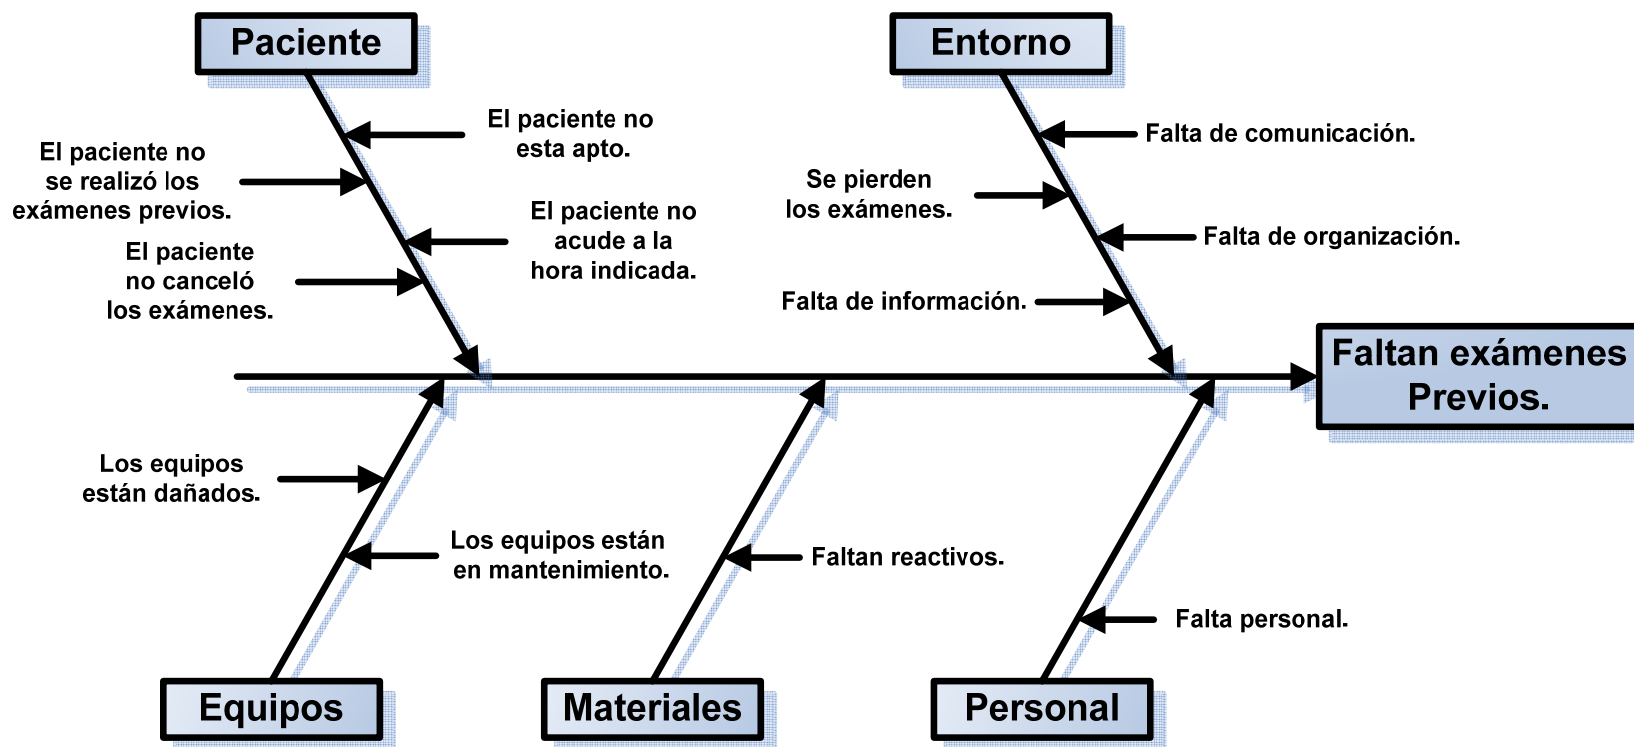 Paciente
Entorno
El paciente no
esta apto.
El paciente no
se realizó los
exámenes previos.
El paciente no
acude a la
hora indicada.
El paciente
no canceló
los exámenes.
Falta de comunicación.
Se pierden
los exámenes.
Falta de organización.
Falta de información.
Faltan exámenes
Previos.
Los equipos
están dañados.
Los equipos están
en mantenimiento.
Faltan reactivos.
Falta personal.
Equipos
Materiales
Personal